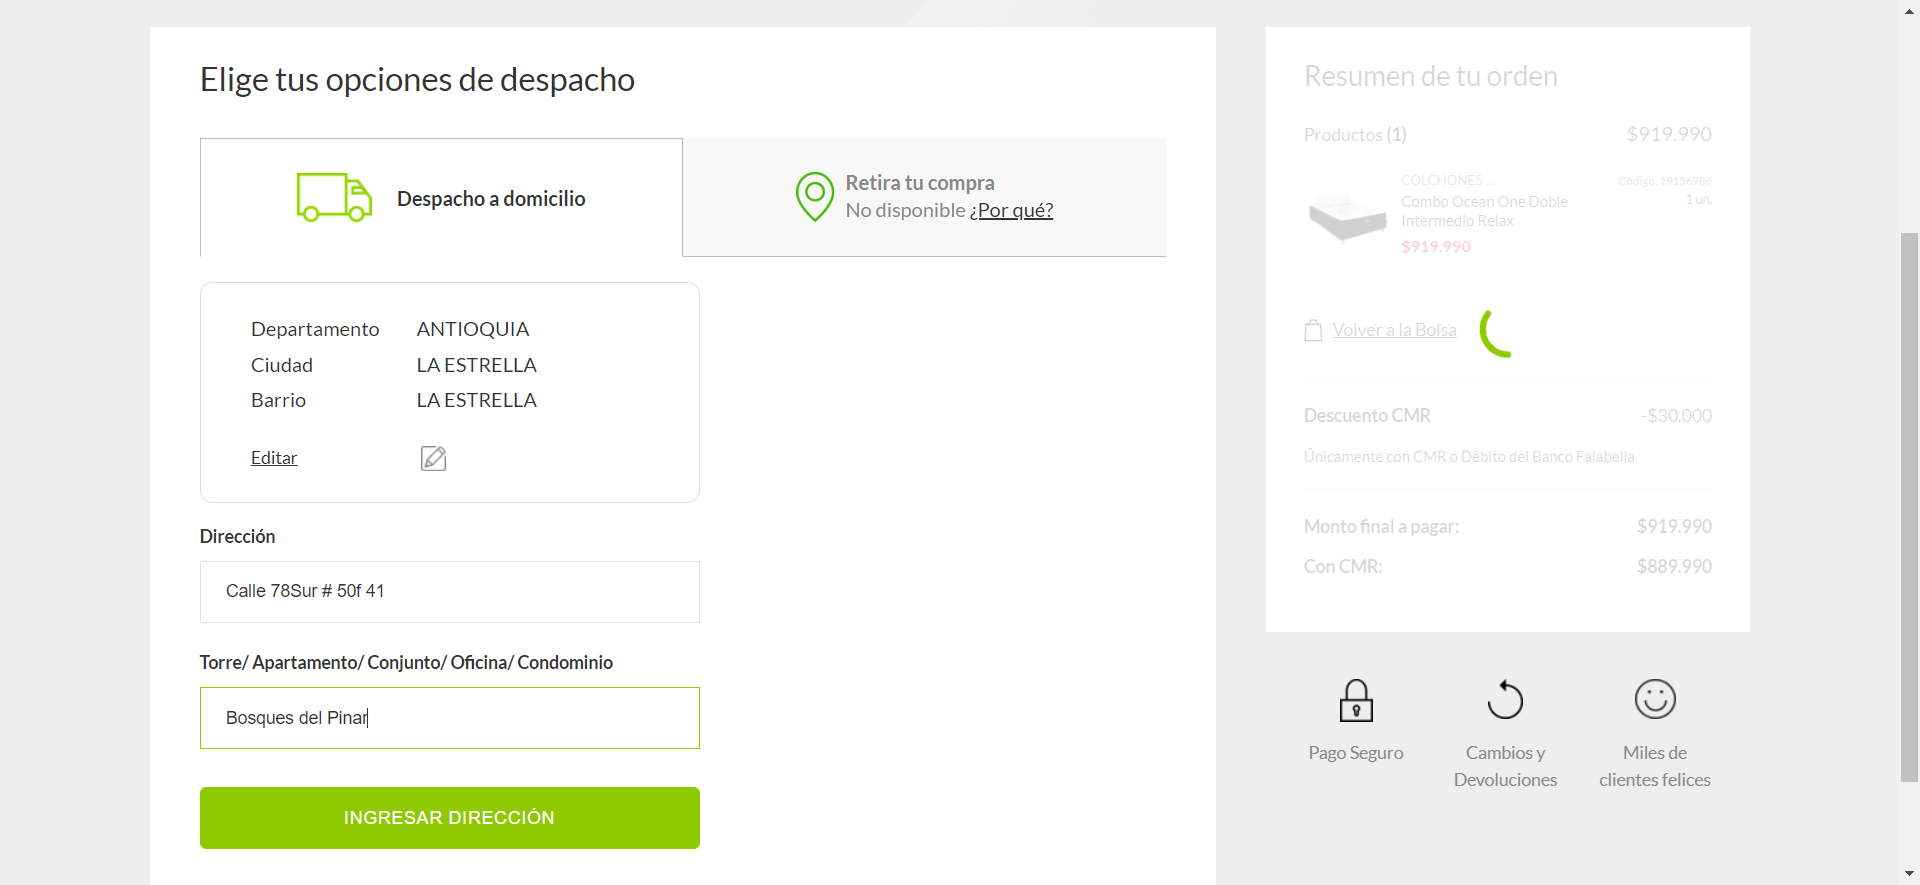 Elige tus opciones de despacho
Despacho a domicilio
Retira tu compra
No disponible ¿Por qué?
Departamento ANTIOQUIA
Ciudad LA ESTRELLA
Barrio LA ESTRELLA
Editar
Dirección
Calle 78Sur # 50f 41
Torre/ Apartamento/ Conjunto/ Oficina/ Condominio
Bosques del Pinar
INGRESAR DIRECCIÓN
Resumen de tu orden
Productos (1) $919.990
COLCHONES ... Código: 19156986
Combo Ocean One Doble 1 un.
Intermedio Relax
$919.990
Volver a la Bolsa
Descuento CMR -$30.000
Únicamente con CMR o Débito del Banco Falabella
Monto final a pagar: $919.990
Con CMR: $889.990
Pago Seguro
Cambios y
Devoluciones
Miles de
clientes felices